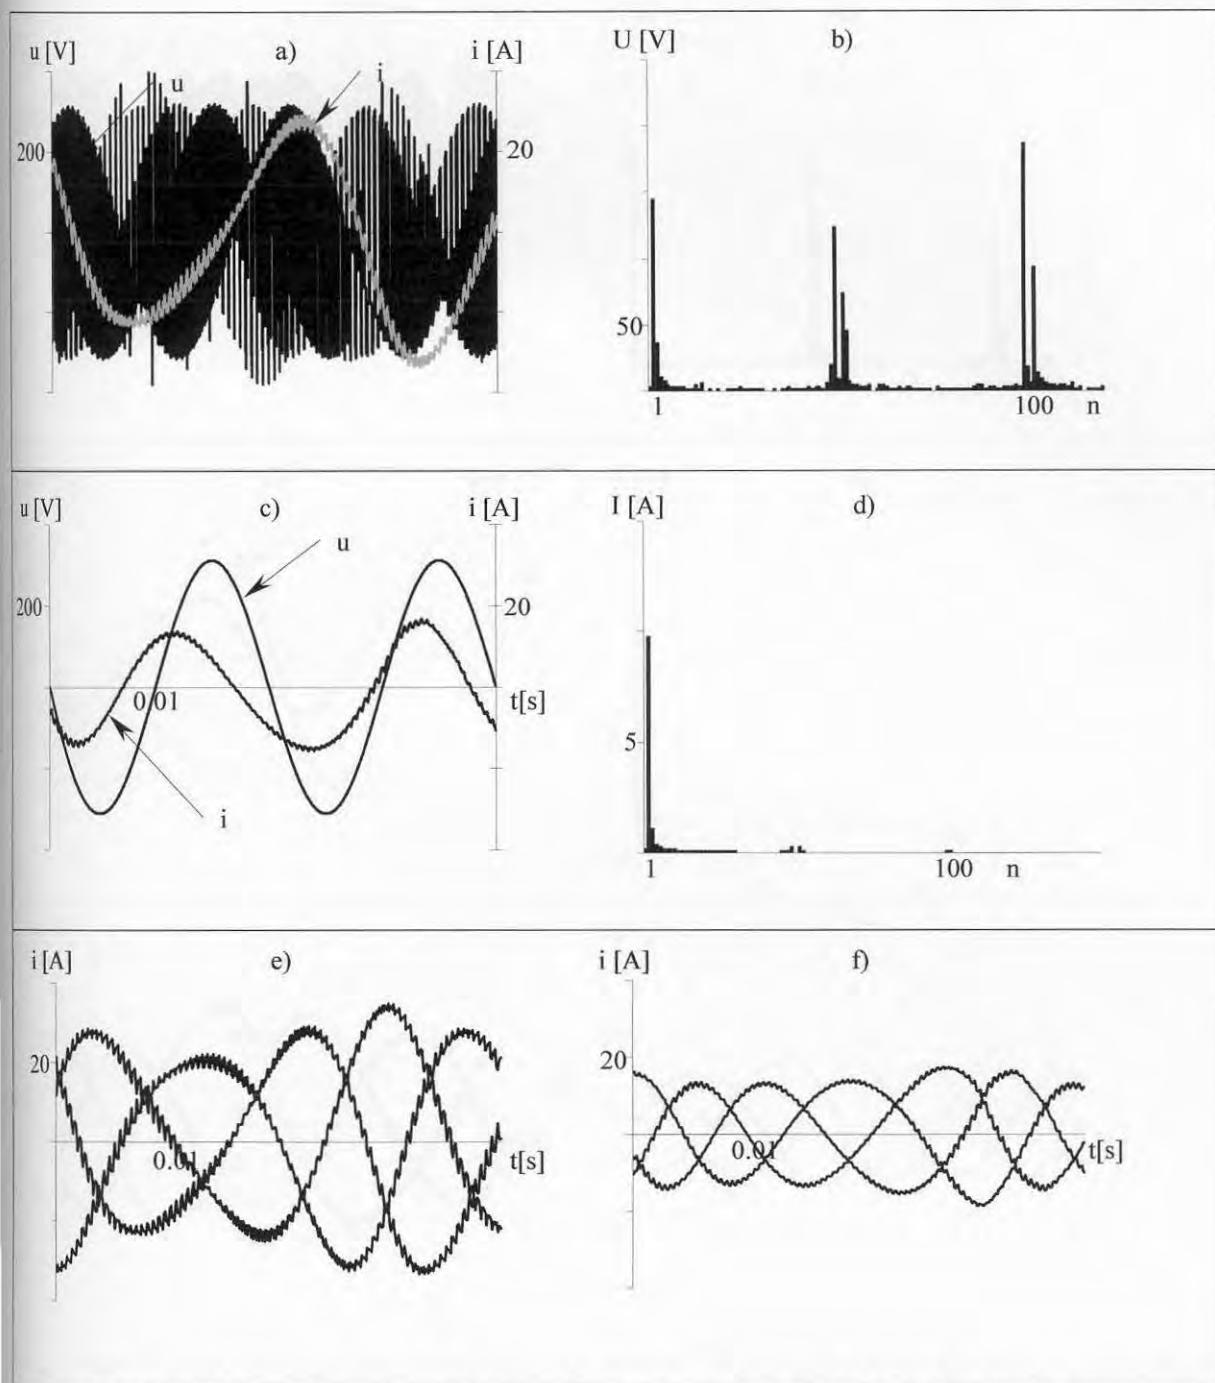 u [V] a) i [A]
u i
200 20
U [V] b)
50
1 100 n
u [V] c) i [A]
u
200 20
0.01 t[s]
i
I [A] d)
5
1 100 n
i [A] e)
20
0.01 t[s]
i [A] f)
20
0.01 t[s]